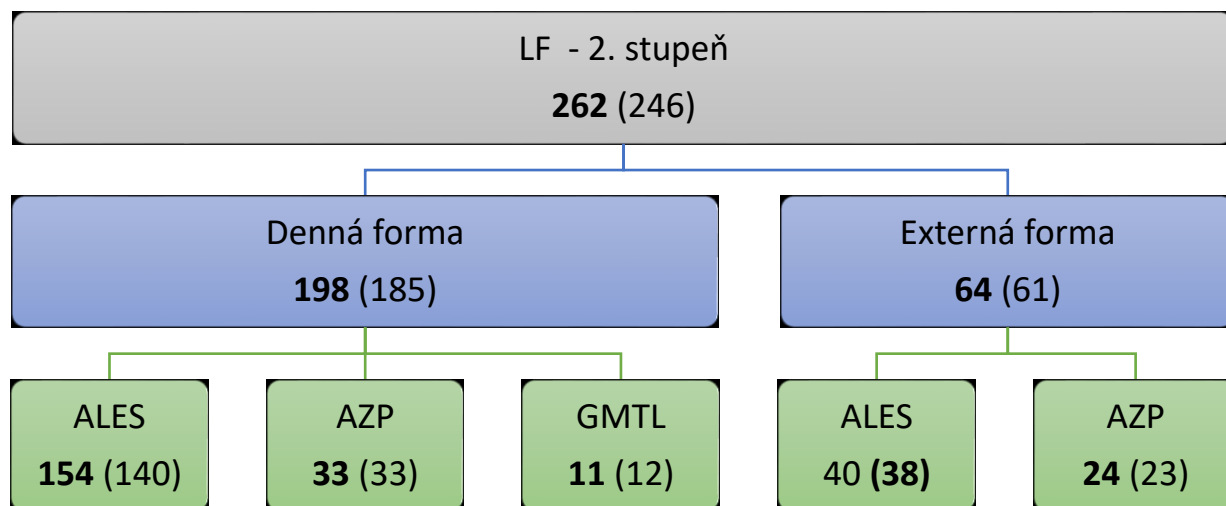 LF - 2. stupeň
262 (246)
Denná forma
198 (185)
Externá forma
64 (61)
ALES
154 (140)
AZP
33 (33)
GMTL
11 (12)
ALES
40 (38)
AZP
24 (23)